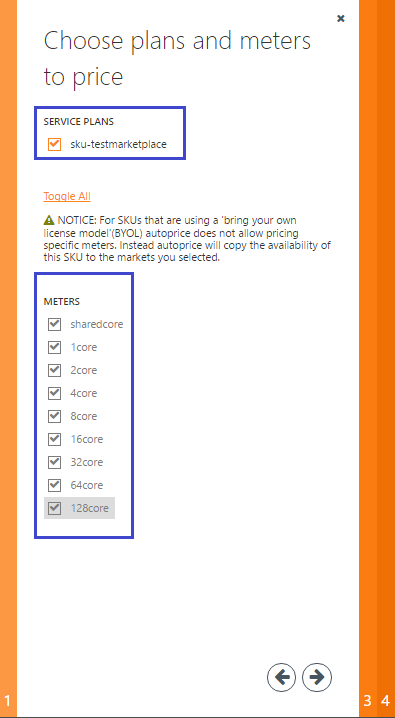 Choose plans and meters
to price
SERVICE PLANS
sku-testmarketplace
Toggle All
NOTICE: For SKUs that are using a 'bring your own
license model'(BYOL) autoprice does not allow pricing
specific meters. Instead autoprice will copy the availability of
this SKU to the markets you selected.
METERS
sharedcore
1core
2core
4core
8core
16core
32core
64core
128core
1
3
4